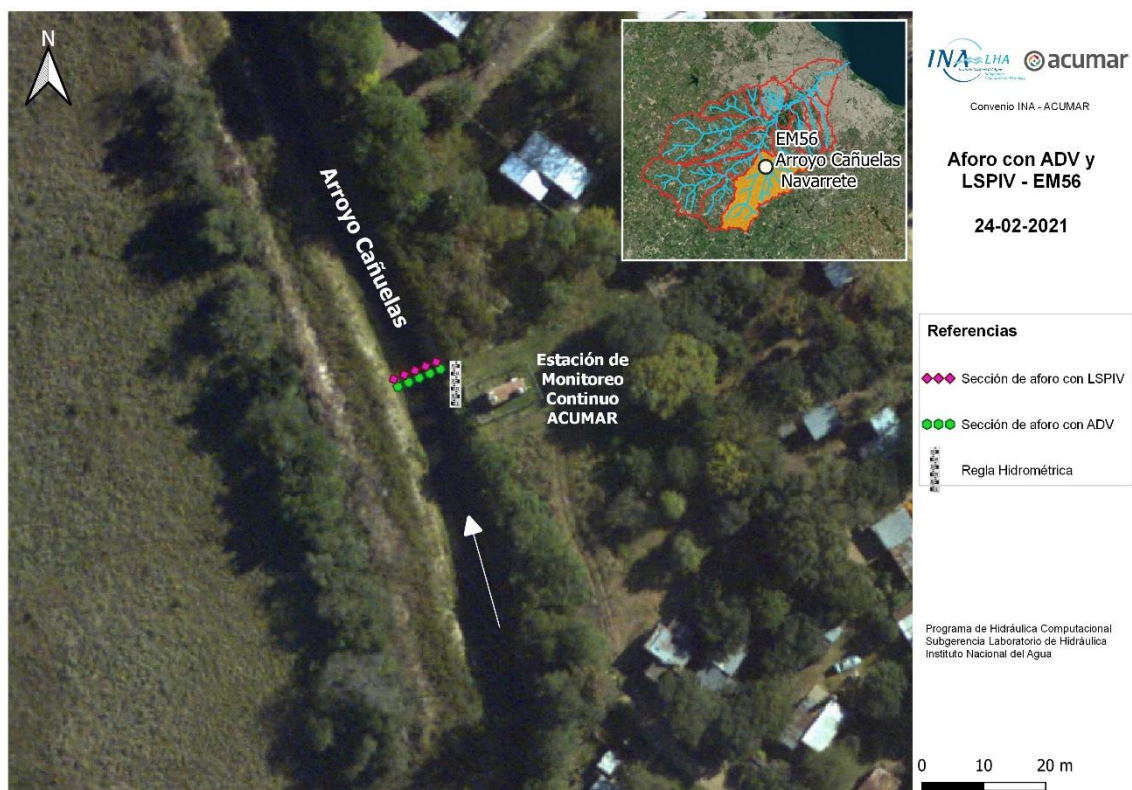 N
Arroyo Cañuelas
Estación de
Monitoreo
Continuo
ACUMAR
EM56
Arroyo Cañuelas
Navarrete
INA LHA
acumar
Convenio INA - ACUMAR
Aforo con ADV y
LSPIV - EM56
24-02-2021
Referencias
Sección de aforo con LSPIV
Sección de aforo con ADV
Regla Hidrométrica
Programa de Hidráulica Computacional
Subgerencia Laboratorio de Hidráulica
Instituto Nacional del Agua
0 10 20 m